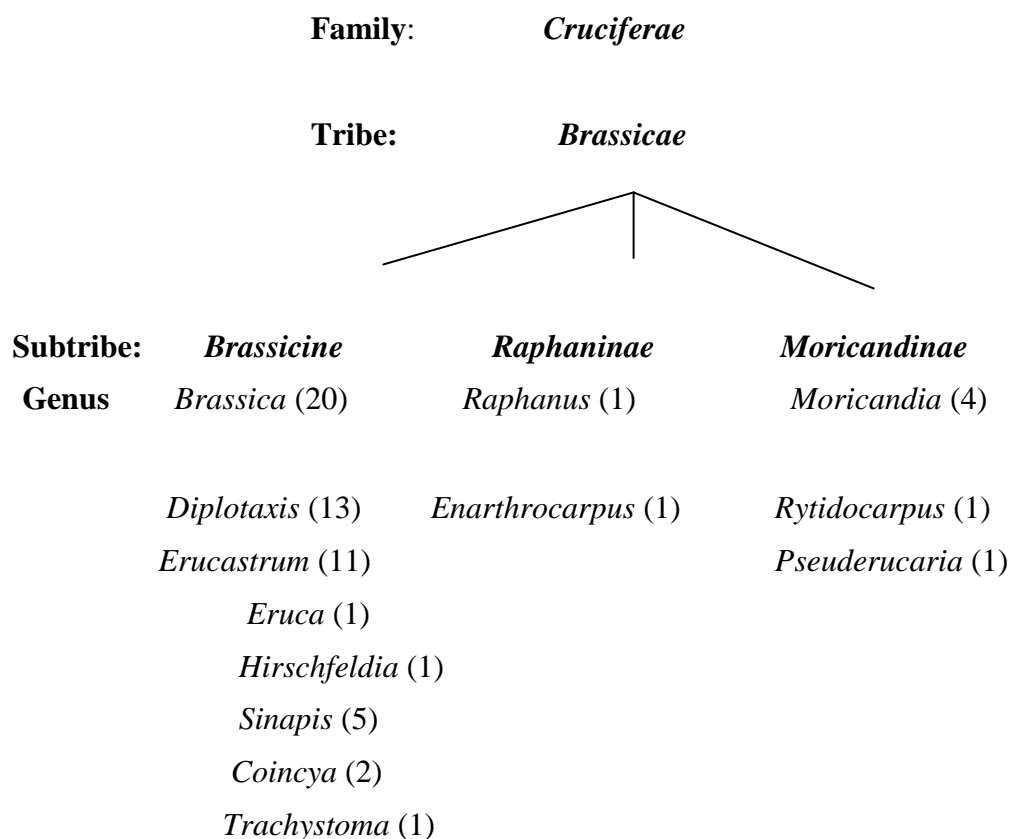 Family: Cruciferae
Tribe: Brassicae
Subtribe: Brassicine Raphaninae Moricandinae
Genus Brassica (20) Raphanus (1) Moricandia (4)
Diplotaxis (13) Enarthrocarpus (1) Rytidocarpus (1)
Erucastrum (11) Pseuderucaria (1)
Eruca (1)
Hirschfeldia (1)
Sinapis (5)
Coincya (2)
Trachystoma (1)